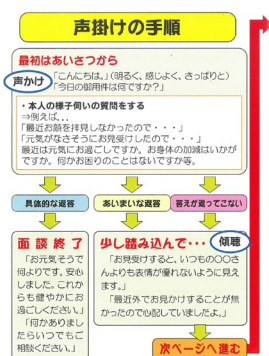 声掛けの手順
最初はあいさつから
声かけ
「こんにちは。」(明るく、感じよく、さっぱりと)
「今日の御用件は何ですか?」
・本人の様子伺いの質問をする
⇒例えば...
「最近お顔を拝見しなかったので・・・」
「元気がなさそうにお見受けしたので・・・」
最近は元気にお過ごしですか。お身体の加減はいかが
ですか。何かお困りのことはないですか等。
具体的な返答
あいまいな返答
答えが返ってこない
面談終了
「お元気そうで
何よりです。安心
しました。これか
らも健やかにお
過ごしください。」
「何かありまし
たらいつでもご
相談ください。」
少し踏み込んで・・・
傾聴
「お見受けすると、いつもの〇〇さ
んよりも表情が優れないように見え
ます。」
「最近外でお見かけすることが無
かったので心配していましたよ。」
次ページへ進む